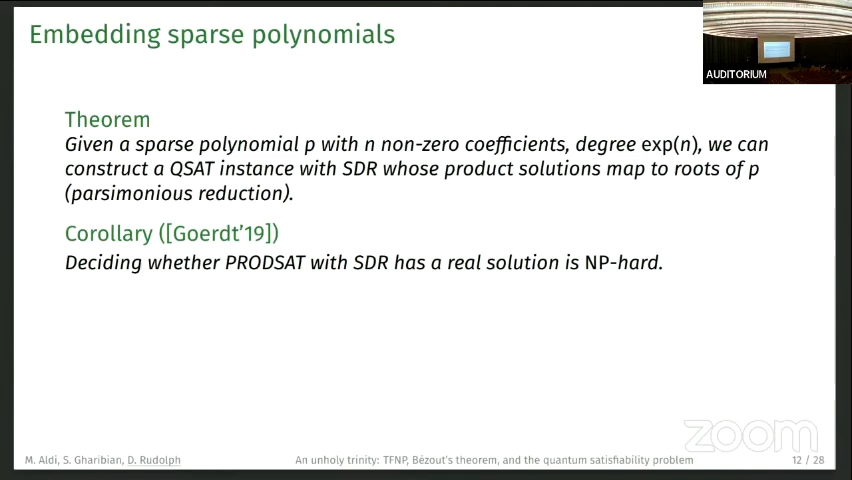 Embedding sparse polynomials
AUDITORIUM
Theorem
Given a sparse polynomial p with n non-zero coefficients, degree exp(n), we can
construct a QSAT instance with SDR whose product solutions map to roots of p
(parsimonious reduction).
Corollary ([Goerdt’19])
Deciding whether PRODSAT with SDR has a real solution is NP-hard.
zoom
M. Aldi, S. Gharibian, D. Rudolph An unholy trinity: TFNP, Bézout's theorem, and the quantum satisfiability problem 12 / 28